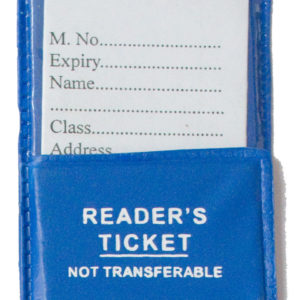 M. No..............................
Expiry...........................
Name............................
......................................
Class............................
Address
READER'S
TICKET
NOT TRANSFERABLE